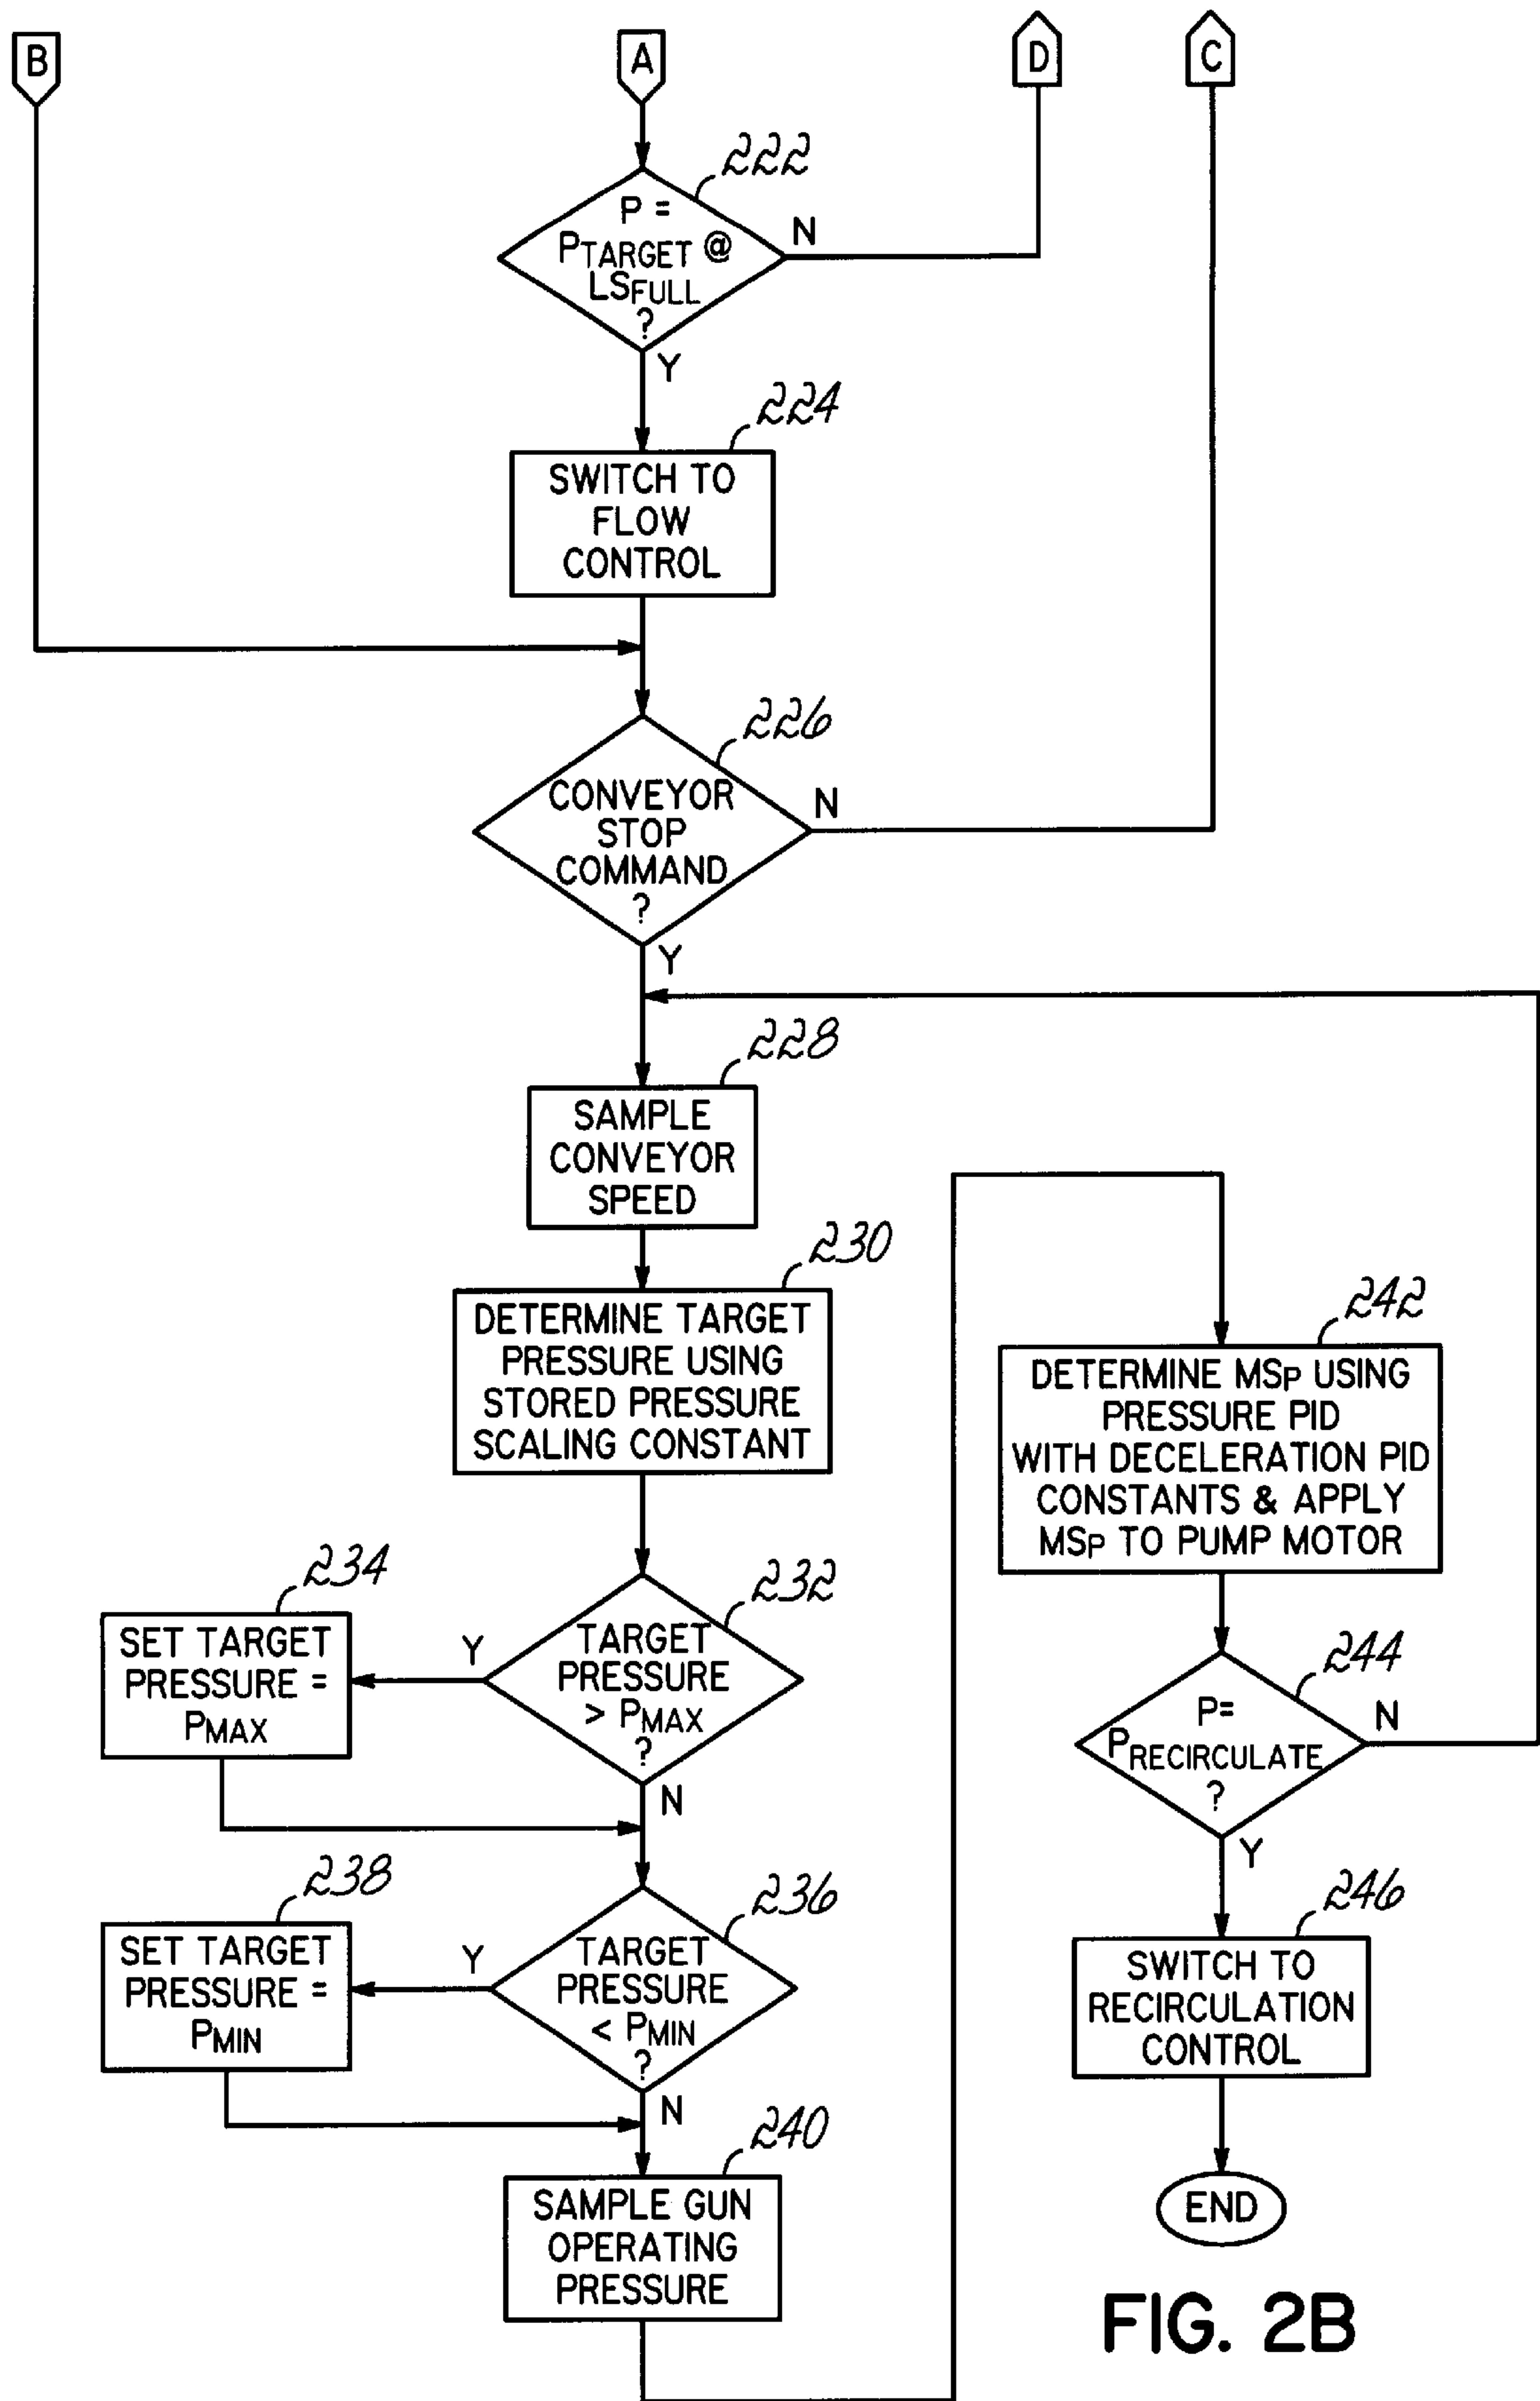 B
A
D
C
222
P =
PTARGET @
LSFULL
?
N
Y
224
SWITCH TO
FLOW
CONTROL
226
CONVEYOR
STOP
COMMAND
?
N
Y
228
SAMPLE
CONVEYOR
SPEED
230
DETERMINE TARGET
PRESSURE USING
STORED PRESSURE
SCALING CONSTANT
232
TARGET
PRESSURE
> PMAX
?
Y
N
234
SET TARGET
PRESSURE =
PMAX
236
TARGET
PRESSURE
< PMIN
?
Y
N
238
SET TARGET
PRESSURE =
PMIN
240
SAMPLE GUN
OPERATING
PRESSURE
242
DETERMINE MSP USING
PRESSURE PID
WITH DECELERATION PID
CONSTANTS & APPLY
MSP TO PUMP MOTOR
244
P=
PRECIRCULATE
?
N
Y
246
SWITCH TO
RECIRCULATION
CONTROL
END
FIG. 2B